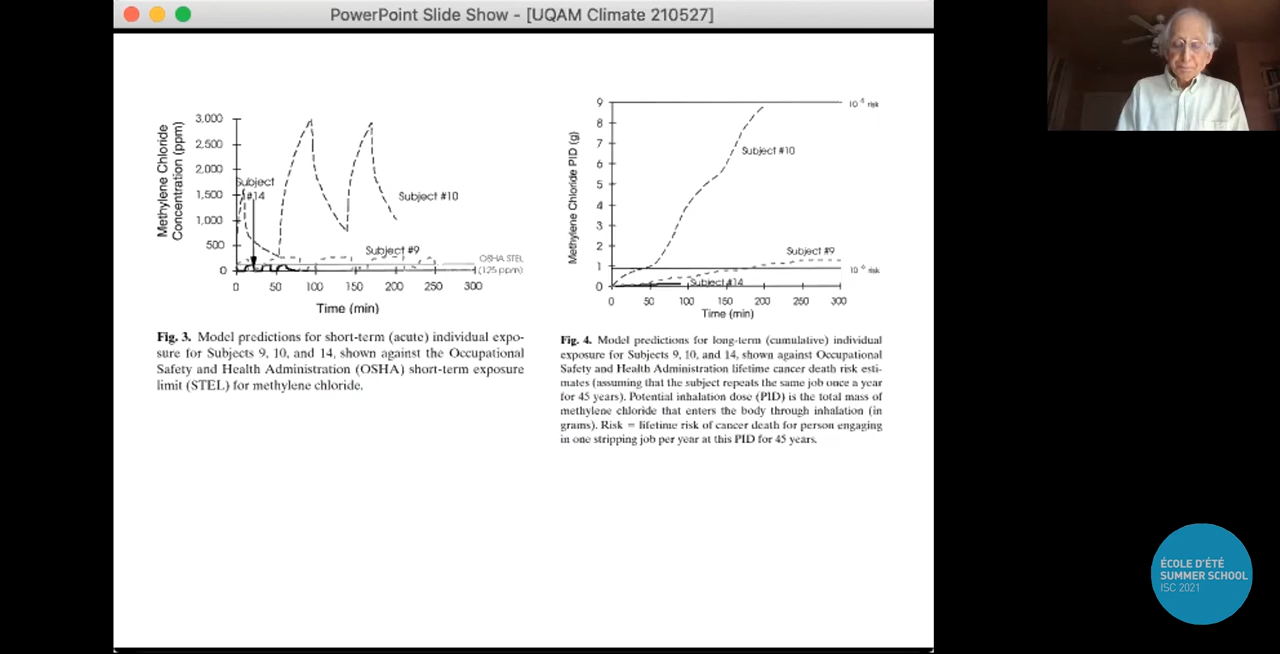 PowerPoint Slide Show - [UQAM Climate 210527]
Methylene Chloride
Concentration (ppm)
3,000
2,500
2,000
1,500
1,000
500
0
Subject
#14
Subject #10
Subject #9
OSHA STEL
(125 ppm)
0 50 100 150 200 250 300
Time (min)
Fig. 3. Model predictions for short-term (acute) individual expo-
sure for Subjects 9, 10, and 14, shown against the Occupational
Safety and Health Administration (OSHA) short-term exposure
limit (STEL) for methylene chloride.
Methylene Chloride PID (g)
9
8
7
6
5
4
3
2
1
0
10⁻⁵ risk
Subject #10
Subject #9
10⁻⁶ risk
Subject #14
0 50 100 150 200 250 300
Time (min)
Fig. 4. Model predictions for long-term (cumulative) individual
exposure for Subjects 9, 10, and 14, shown against Occupational
Safety and Health Administration lifetime cancer death risk esti-
mates (assuming that the subject repeats the same job once a year
for 45 years). Potential inhalation dose (PID) is the total mass of
methylene chloride that enters the body through inhalation (in
grams). Risk = lifetime risk of cancer death for person engaging
in one stripping job per year at this PID for 45 years.
ÉCOLE D'ÉTÉ
SUMMER SCHOOL
ISC 2021